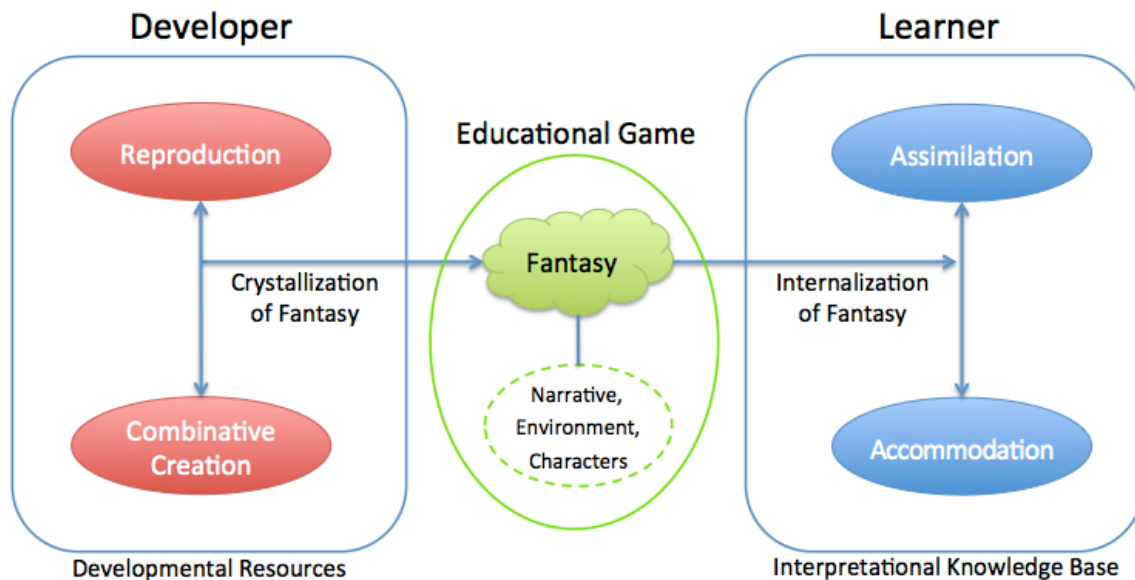 Developer
Reproduction
Crystallization
of Fantasy
Combinative
Creation
Developmental Resources
Educational Game
Fantasy
Narrative,
Environment,
Characters
Learner
Assimilation
Internalization
of Fantasy
Accommodation
Interpretational Knowledge Base